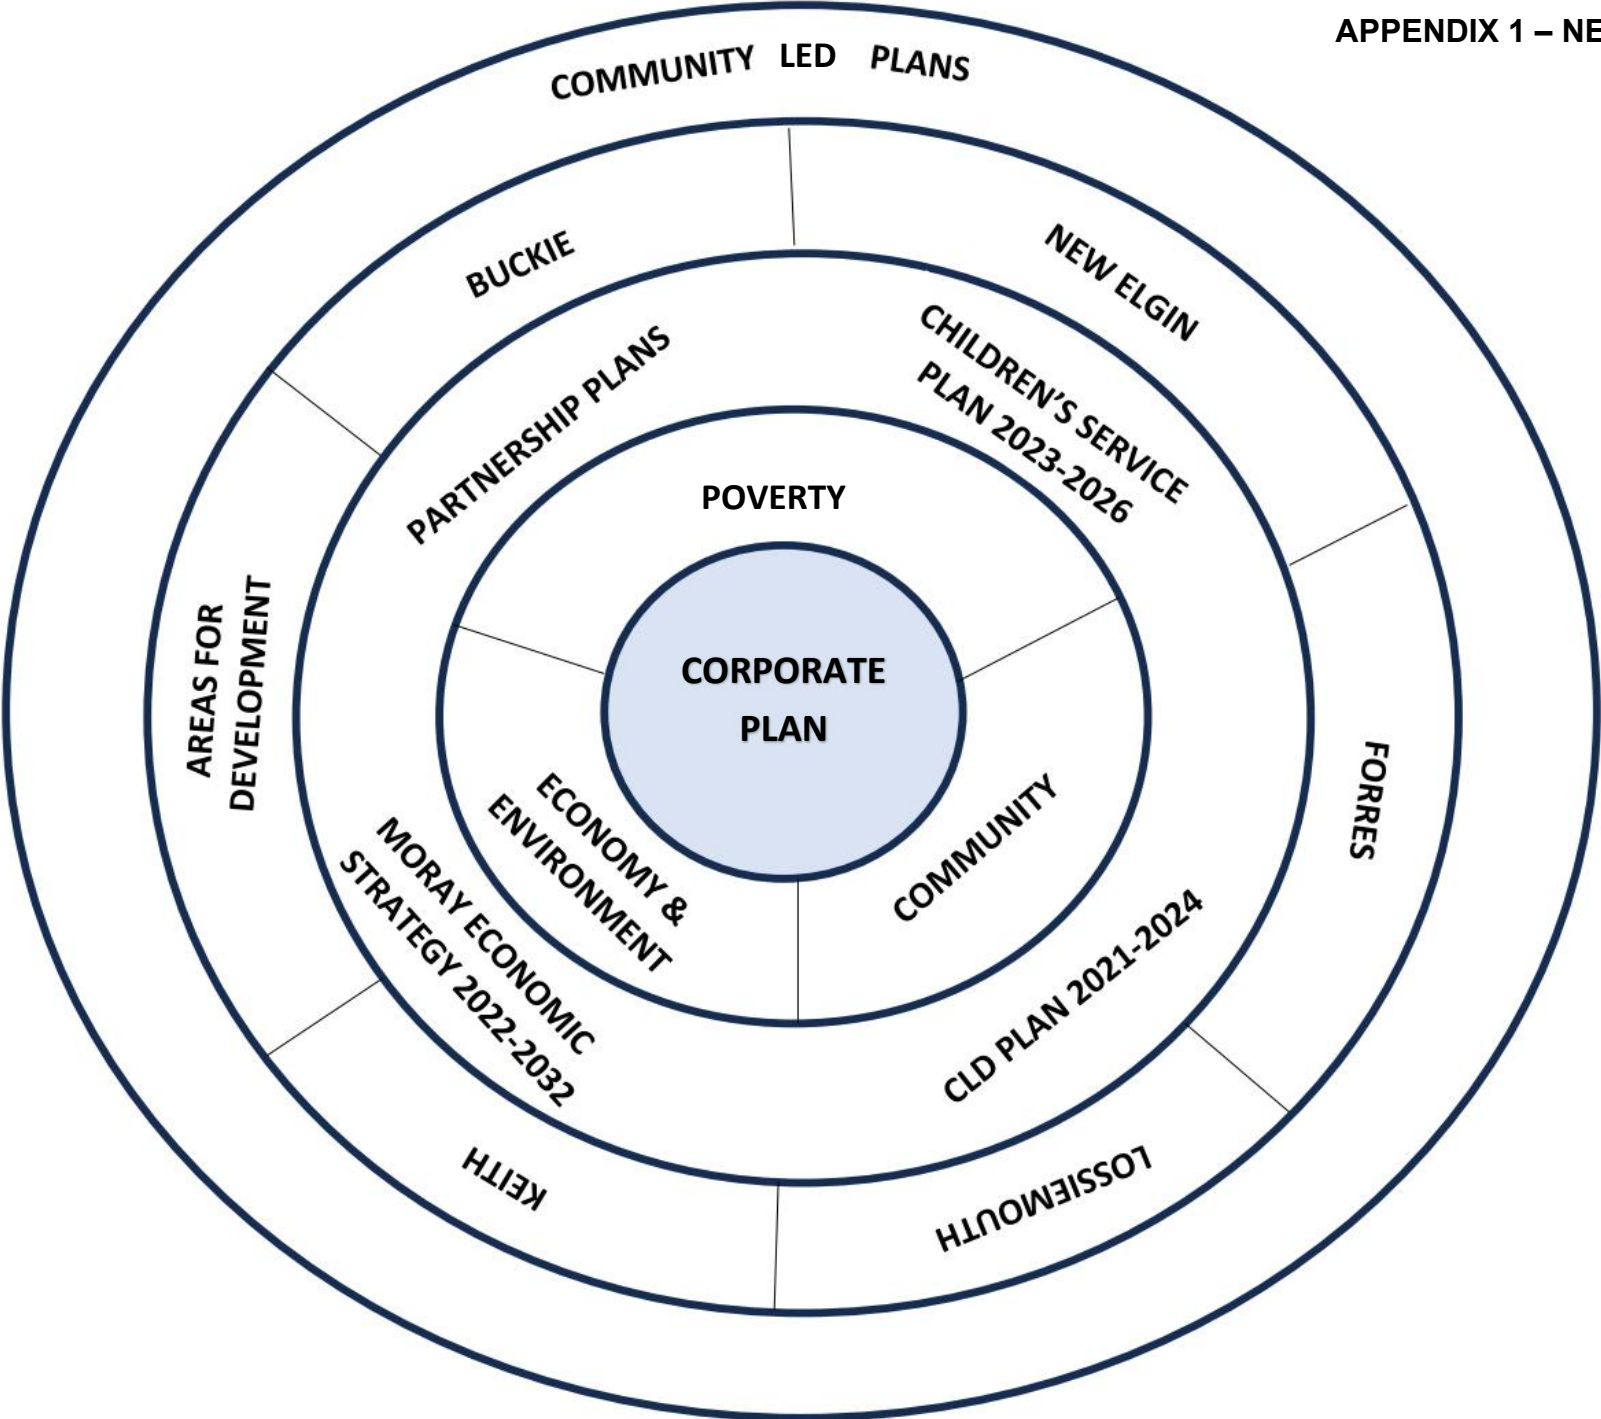 APPENDIX 1 – NE
COMMUNITY LED PLANS
BUCKIE
NEW ELGIN
PARTNERSHIP PLANS
CHILDREN’S SERVICE
PLAN 2023-2026
POVERTY
CORPORATE
PLAN
AREAS FOR
DEVELOPMENT
FORRES
ECONOMY &
ENVIRONMENT
COMMUNITY
MORAY ECONOMIC
STRATEGY 2022-2032
CLD PLAN 2021-2024
KEITH
LOSSIEMOUTH